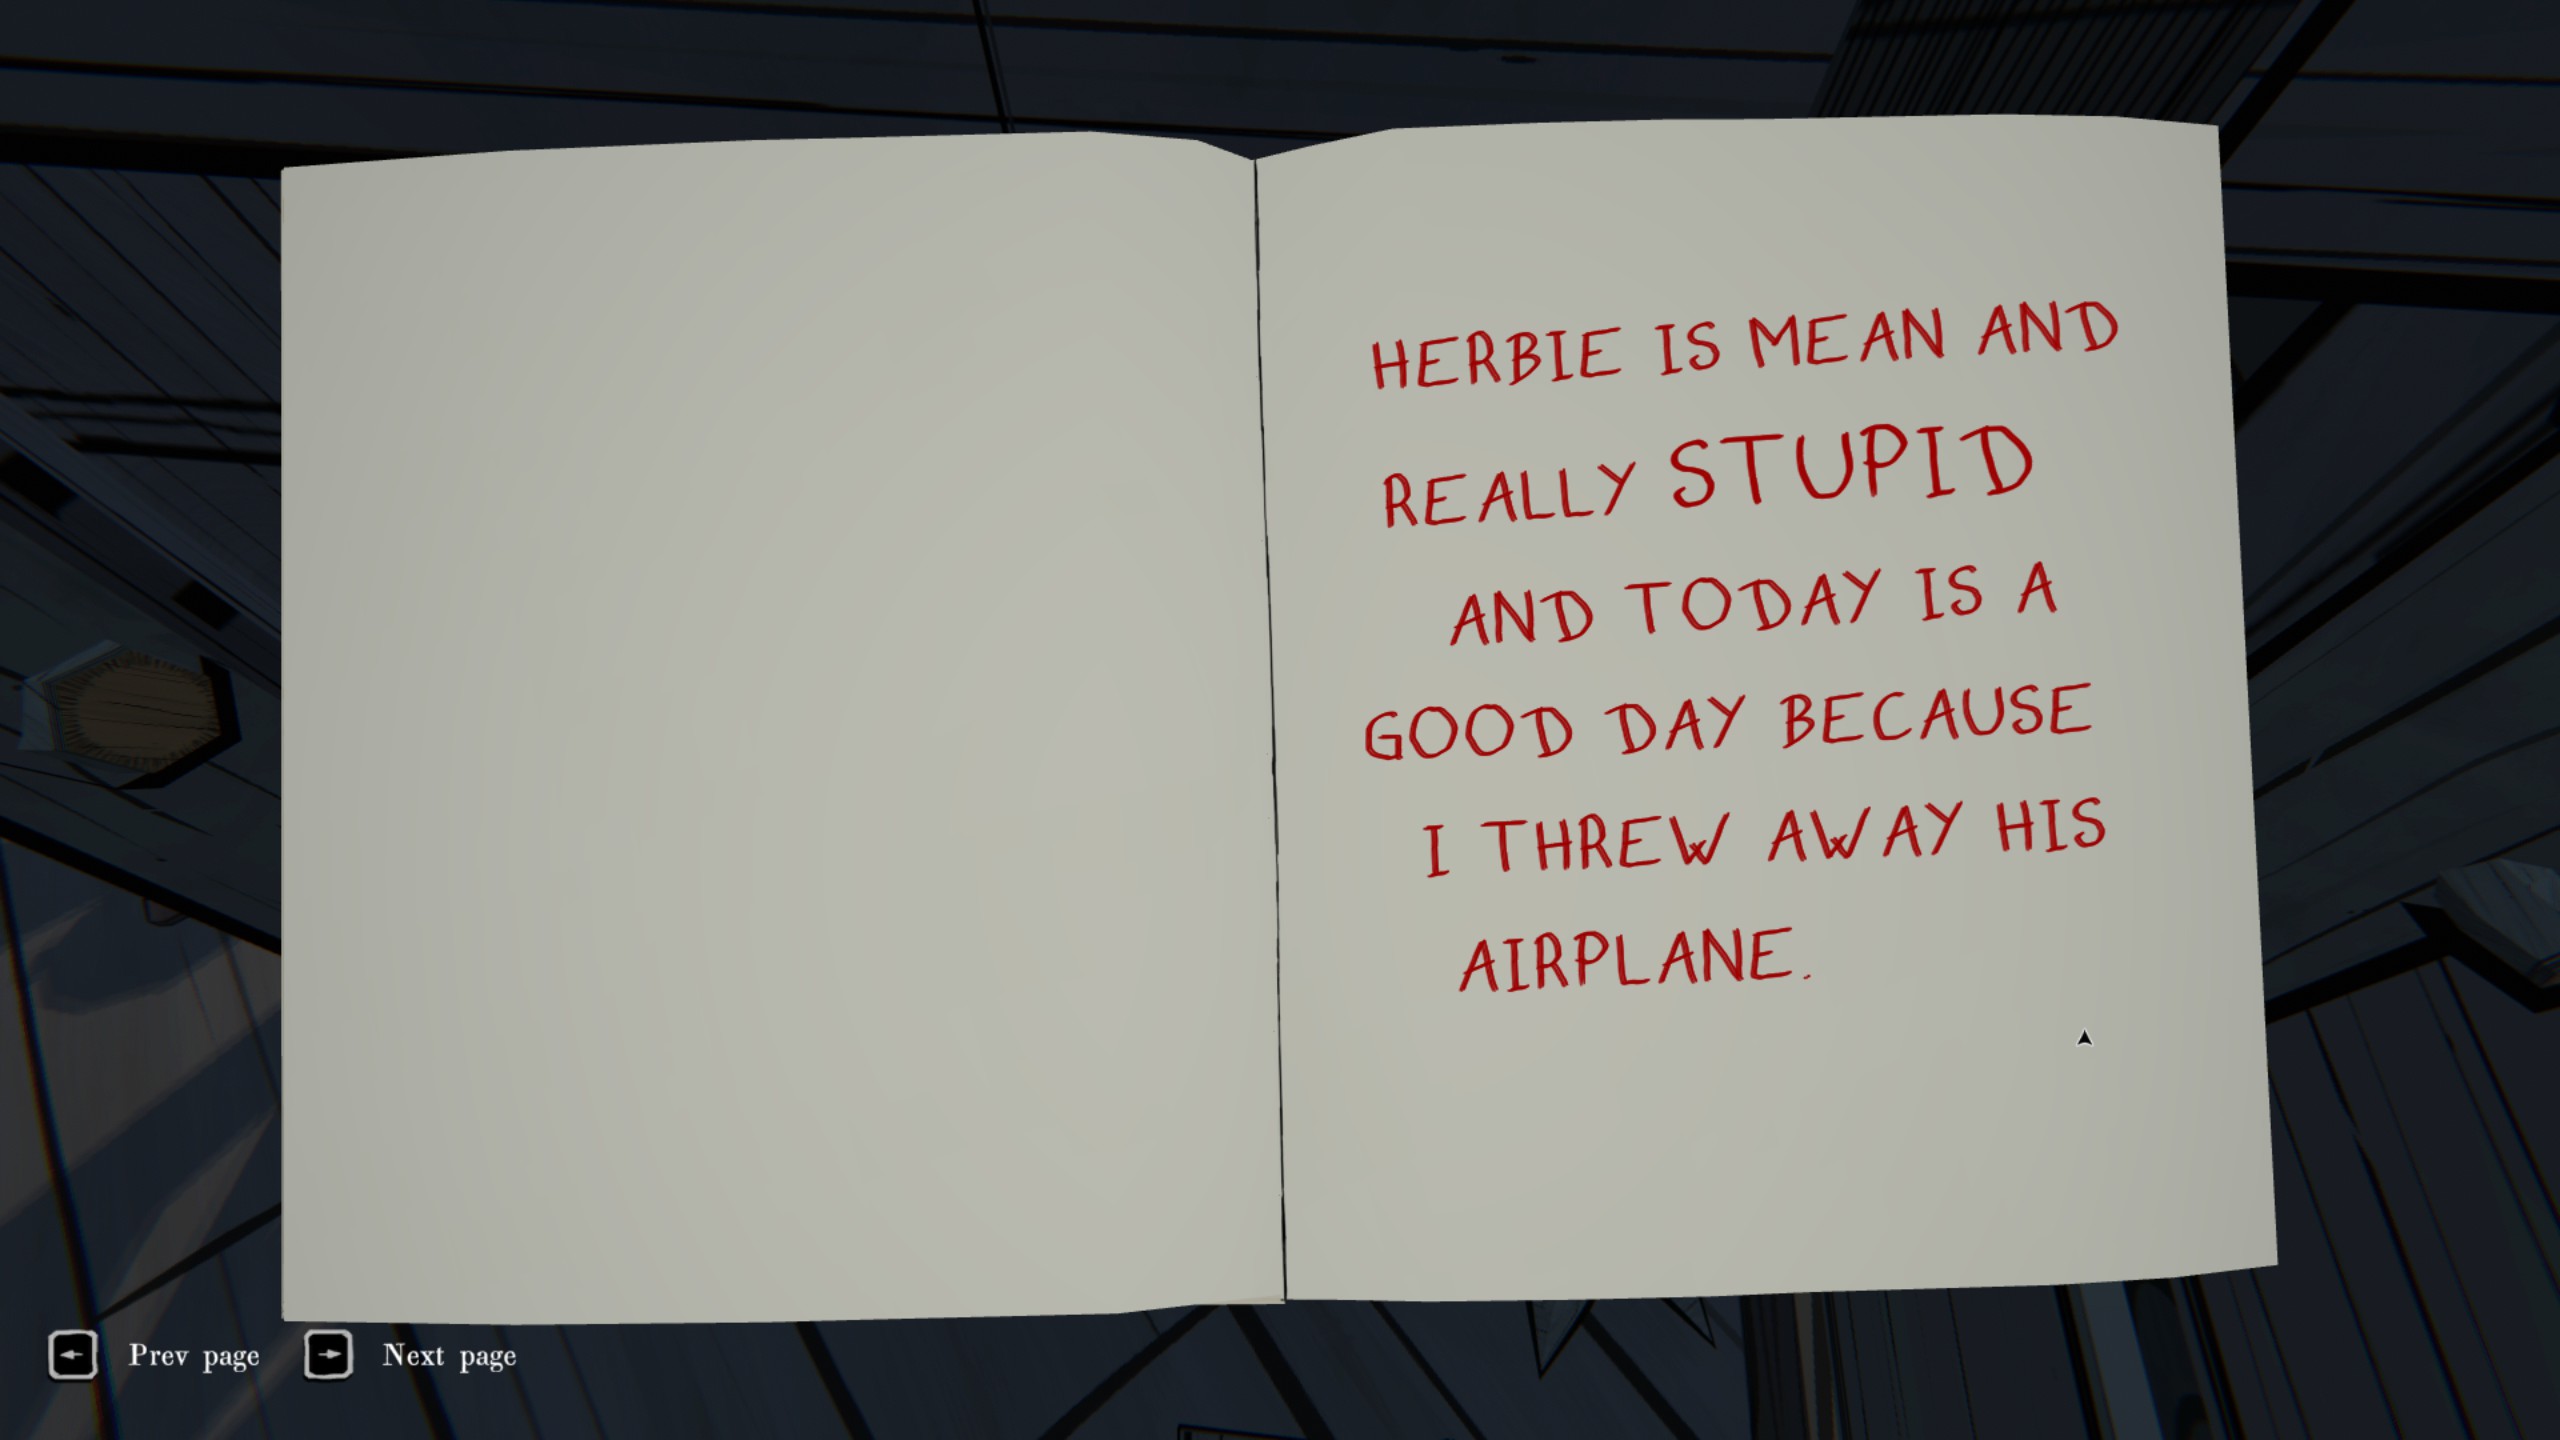 HERBIE IS MEAN AND
REALLY STUPID
AND TODAY IS A
GOOD DAY BECAUSE
I THREW AWAY HIS
AIRPLANE.
Prev page
Next page